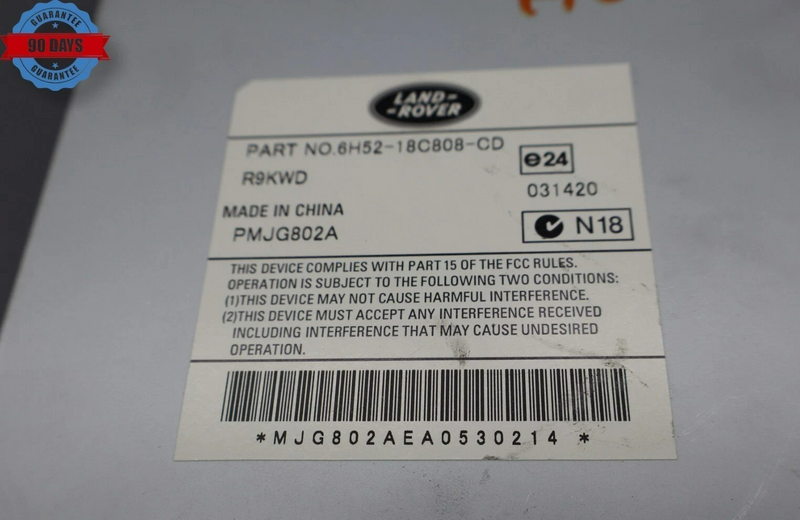 GUARANTEE
90 DAYS
GUARANTEE
LAND-
-ROVER
PART NO.6H52-18C808-CD
e24
R9KWD
031420
MADE IN CHINA
N18
PMJG802A
THIS DEVICE COMPLIES WITH PART 15 OF THE FCC RULES.
OPERATION IS SUBJECT TO THE FOLLOWING TWO CONDITIONS:
(1)THIS DEVICE MAY NOT CAUSE HARMFUL INTERFERENCE.
(2)THIS DEVICE MUST ACCEPT ANY INTERFERENCE RECEIVED
INCLUDING INTERFERENCE THAT MAY CAUSE UNDESIRED
OPERATION.
*MJG802AEA0530214 *